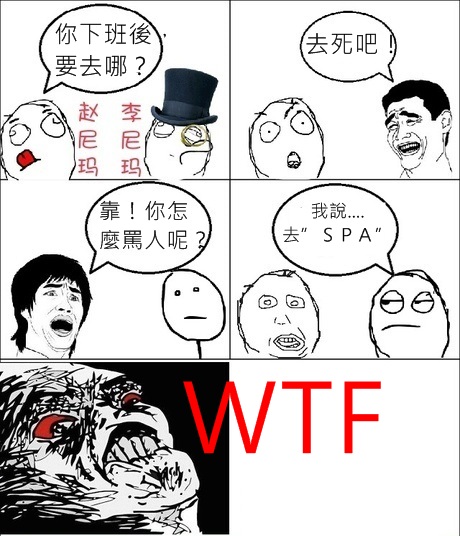 你下班後，
要去哪？
赵尼玛
李尼玛
去死吧！
靠！你怎
麼罵人呢？
我說....
去”ＳＰＡ”
WTF